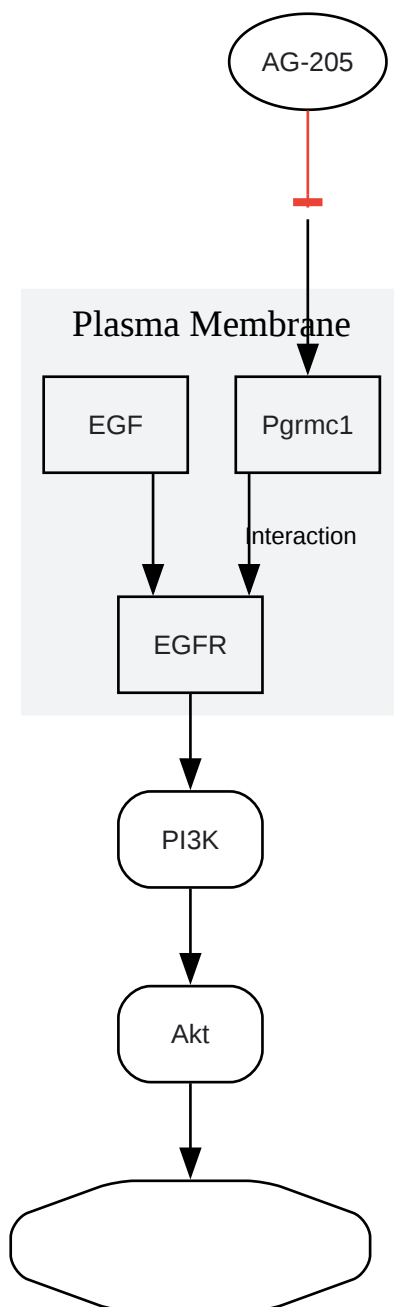 AG-205
Plasma Membrane
EGF
Pgrmc1
Interaction
EGFR
PI3K
Akt